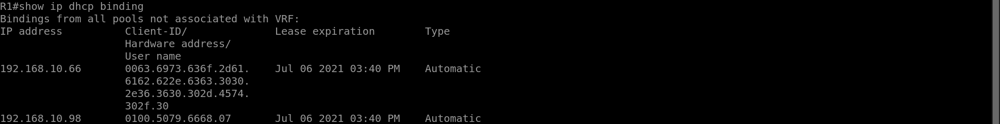 R1#show ip dhcp binding
Bindings from all pools not associated with VRF:
IP address          Client-ID/              Lease expiration        Type
                    Hardware address/
                    User name
192.168.10.66       0063.6973.636f.2d61.    Jul 06 2021 03:40 PM    Automatic
                    6162.622e.6363.3030.
                    2e36.3630.302d.4574.
                    302f.30
192.168.10.98       0100.5079.6668.07       Jul 06 2021 03:40 PM    Automatic